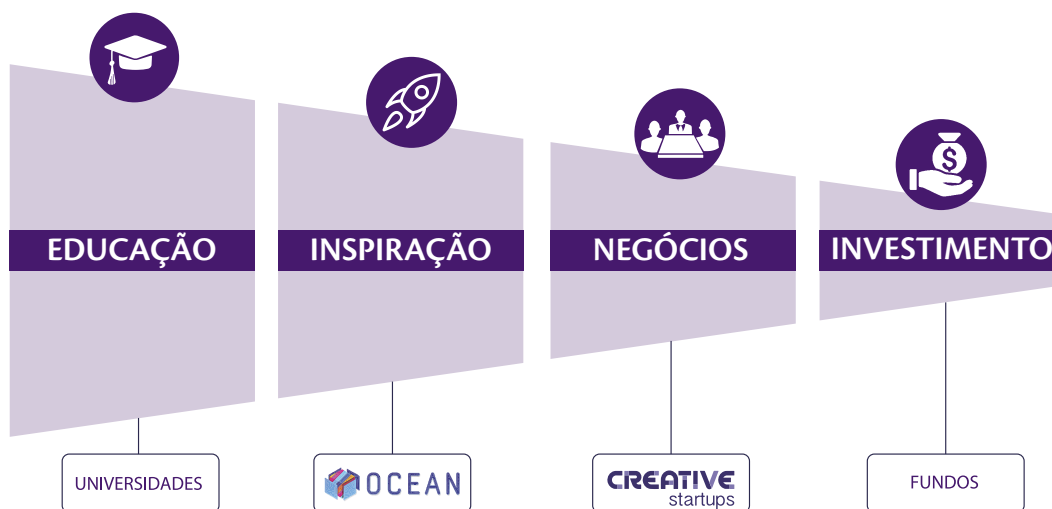 $
EDUCAÇÃO
INSPIRAÇÃO
NEGÓCIOS
INVESTIMENTO
UNIVERSIDADES
OCEAN
CREATIVE
startups
FUNDOS